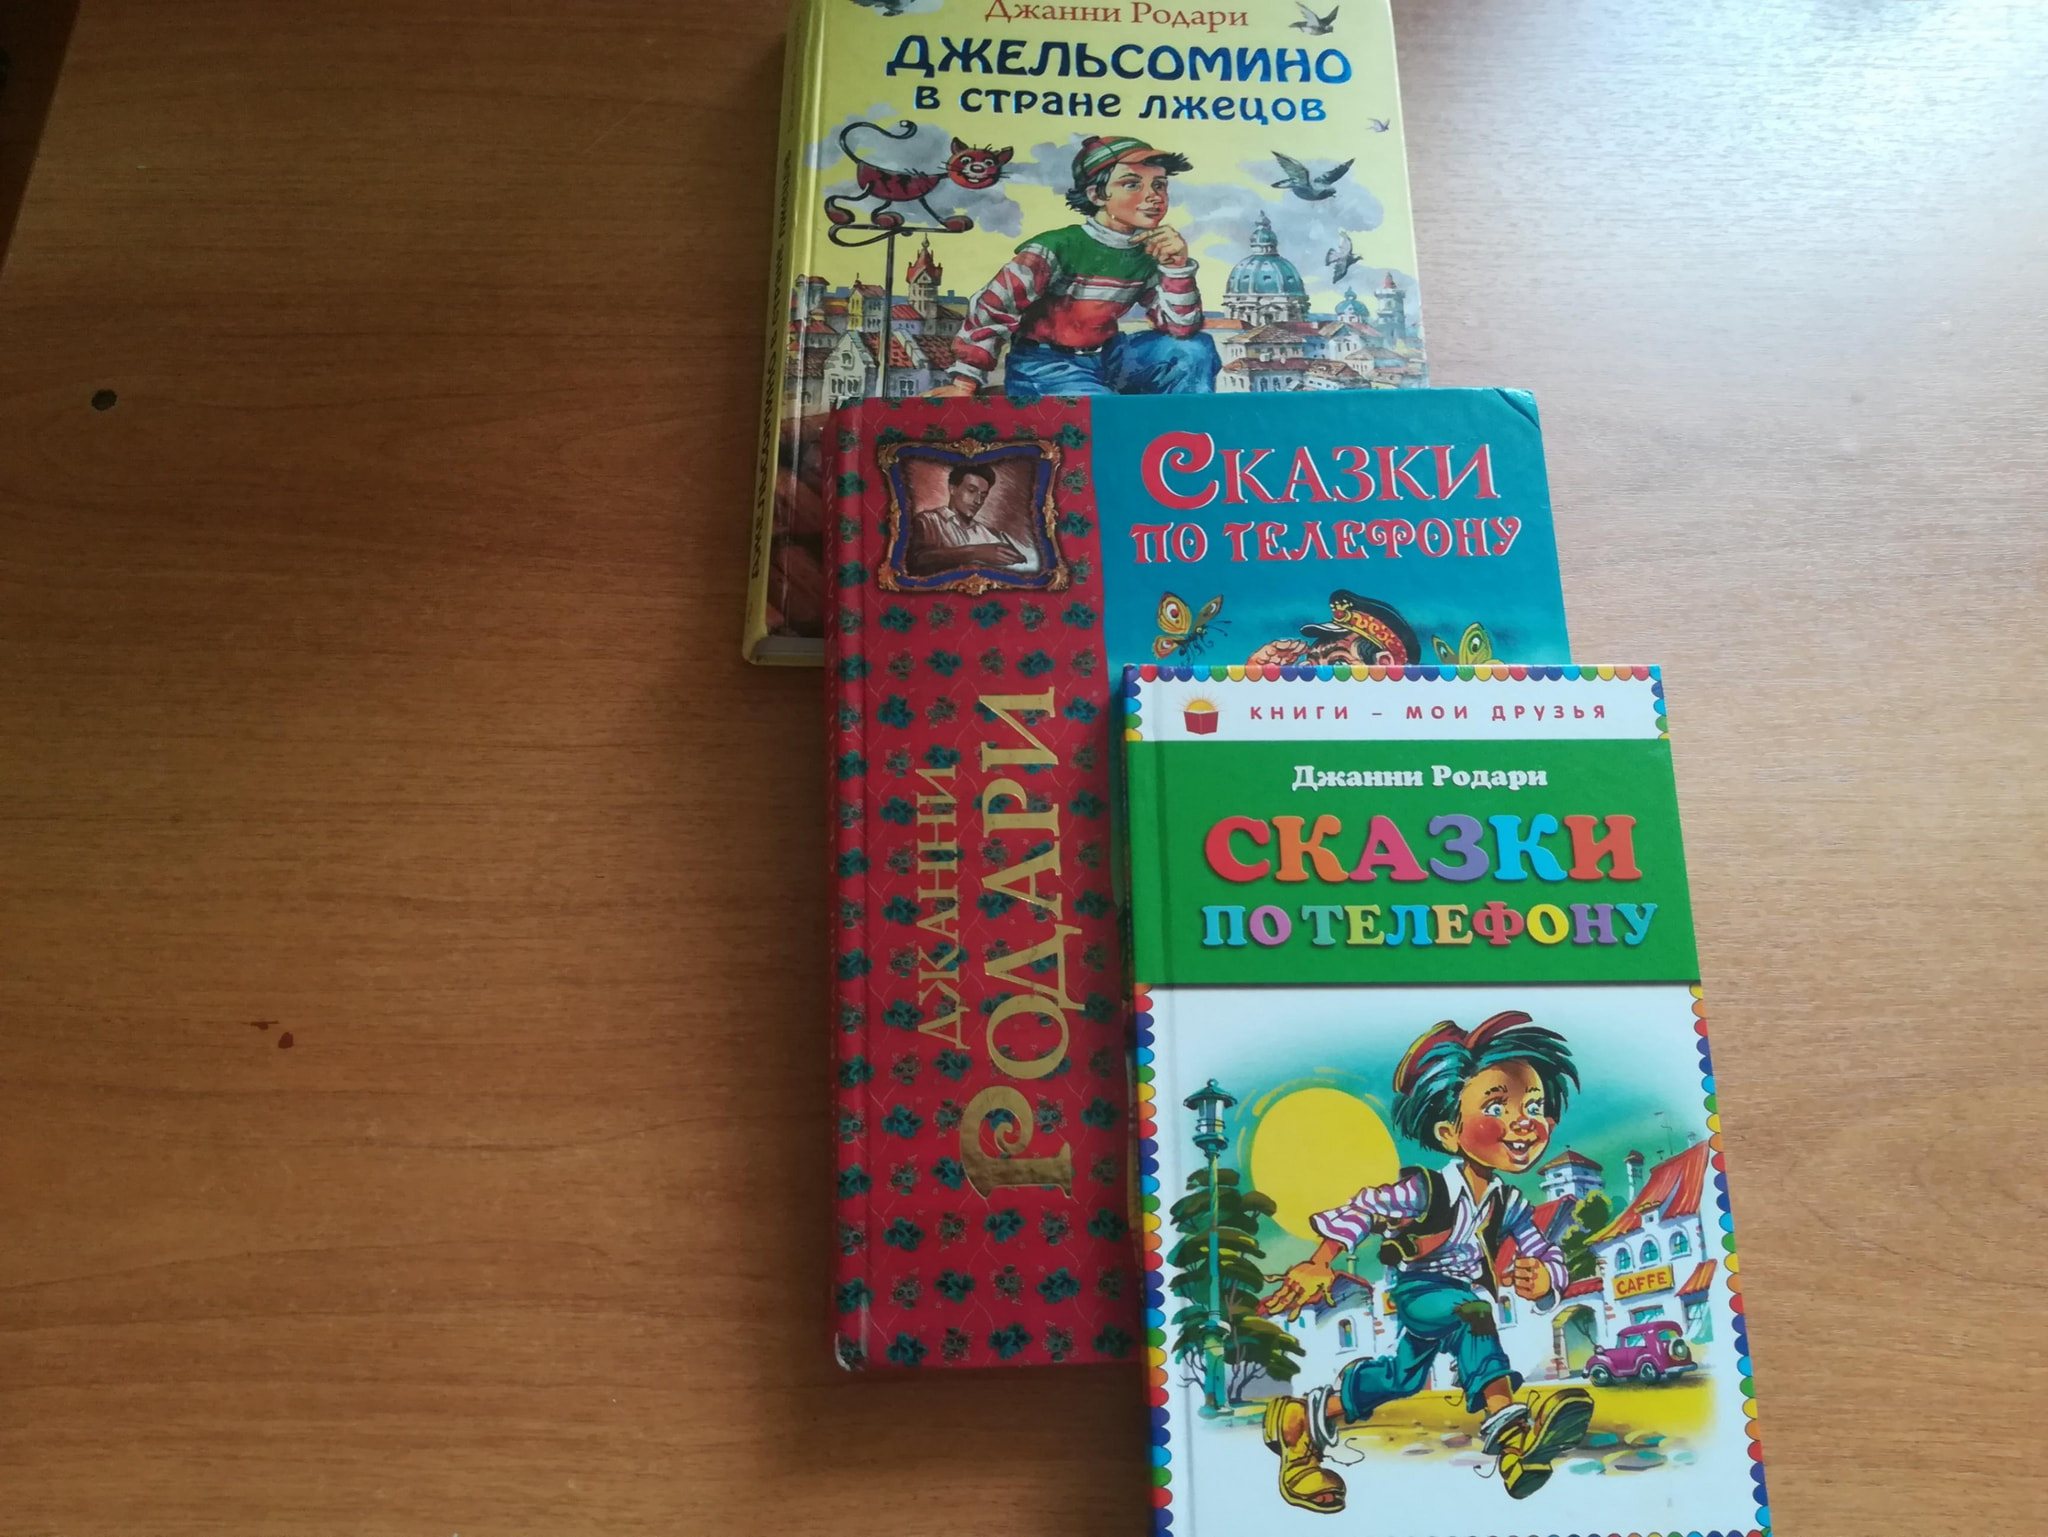 Джанни Родари
ДЖЕЛЬСОМИНО
В СТРАНЕ ЛЖЕЦОВ
СКАЗКИ
ПО ТЕЛЕФОНУ
ДЖАННИ
РОДАРИ
КНИГИ – МОИ ДРУЗЬЯ
Джанни Родари
СКАЗКИ
ПО ТЕЛЕФОНУ
CAFFE